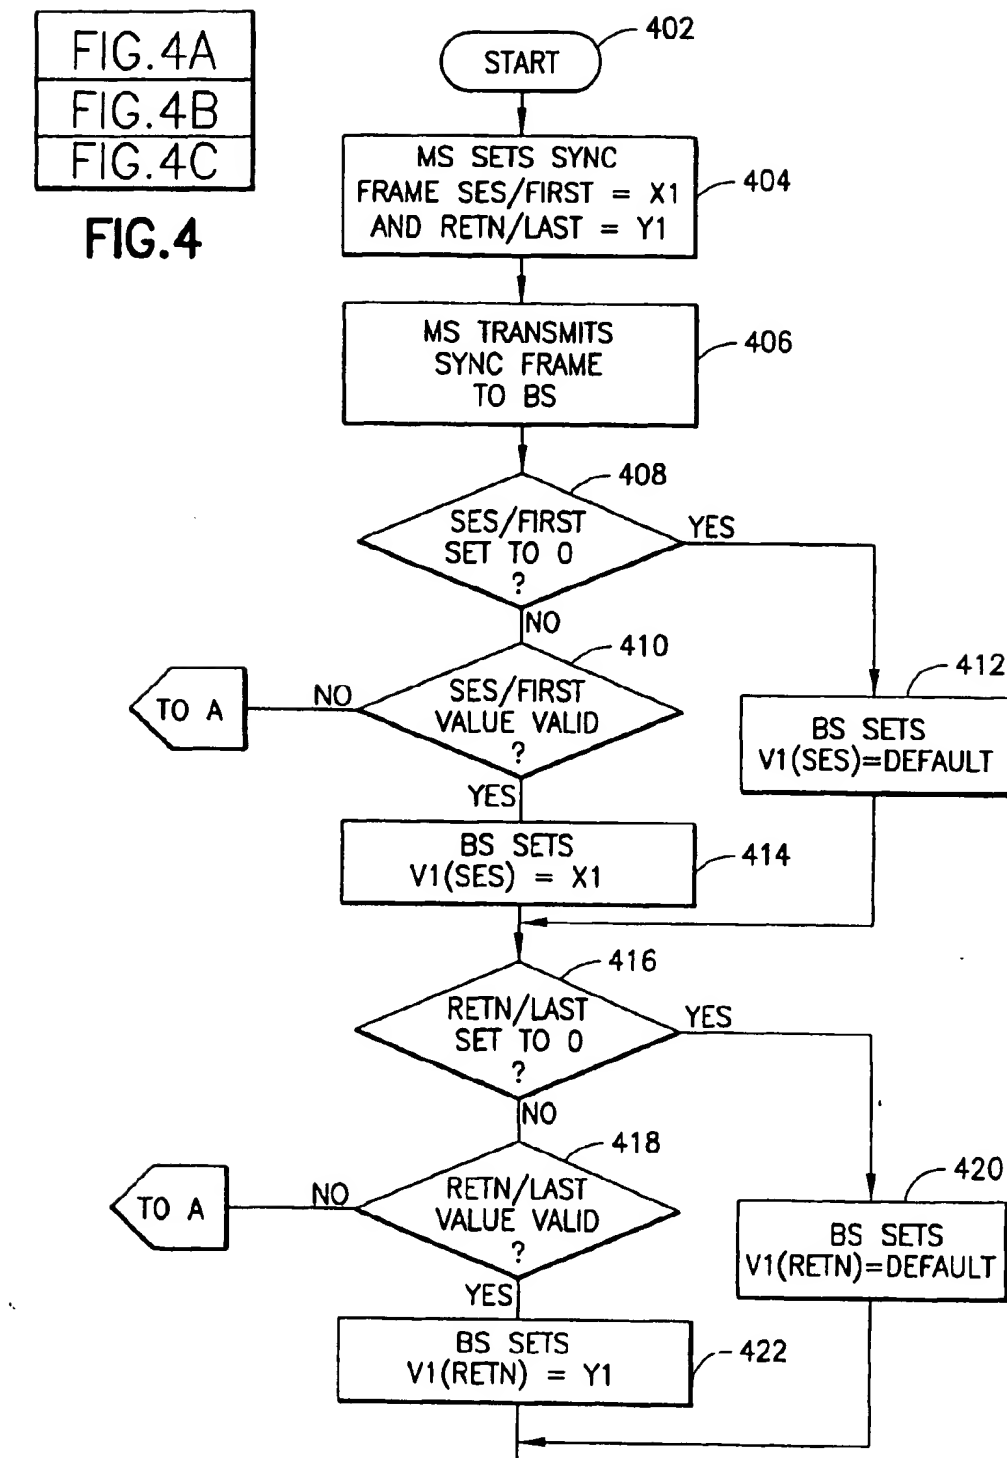 FIG.4A
FIG.4B
FIG.4C
FIG.4
START
402
MS SETS SYNC
FRAME SES/FIRST = X1
AND RETN/LAST = Y1
404
MS TRANSMITS
SYNC FRAME
TO BS
406
408
SES/FIRST
SET TO 0
?
YES
NO
410
SES/FIRST
VALUE VALID
?
NO
TO A
YES
412
BS SETS
V1(SES)=DEFAULT
BS SETS
V1(SES) = X1
414
416
RETN/LAST
SET TO 0
?
YES
NO
418
RETN/LAST
VALUE VALID
?
NO
TO A
YES
420
BS SETS
V1(RETN)=DEFAULT
BS SETS
V1(RETN) = Y1
422